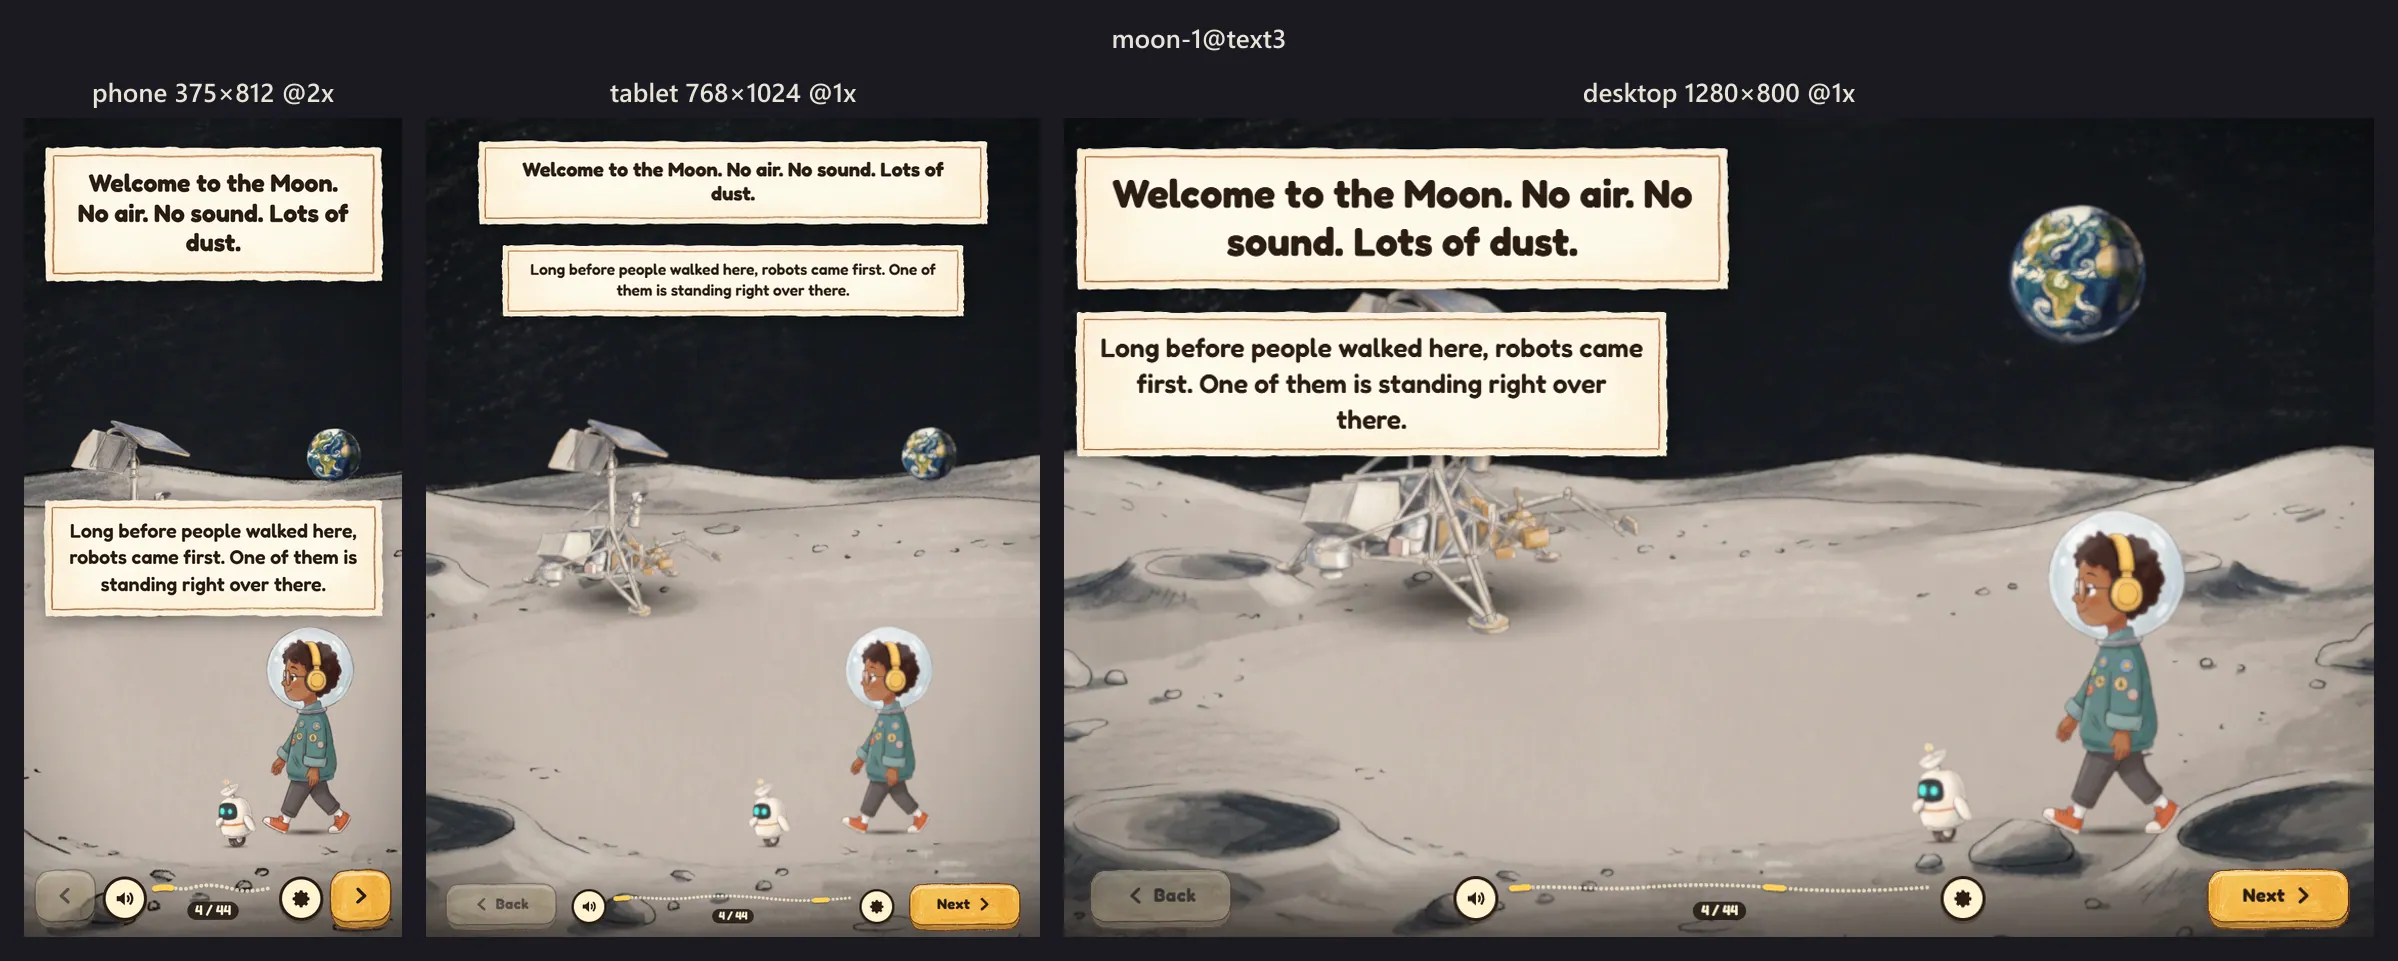 moon-1@text3
phone 375×812 @2x
Welcome to the Moon.
No air. No sound. Lots of
dust.
Long before people walked here,
robots came first. One of them is
standing right over there.
4 / 44
tablet 768×1024 @1x
Welcome to the Moon. No air. No sound. Lots of
dust.
Long before people walked here, robots came first. One of
them is standing right over there.
Back
4 / 44
Next
desktop 1280×800 @1x
Welcome to the Moon. No air. No
sound. Lots of dust.
Long before people walked here, robots came
first. One of them is standing right over
there.
Back
4 / 44
Next